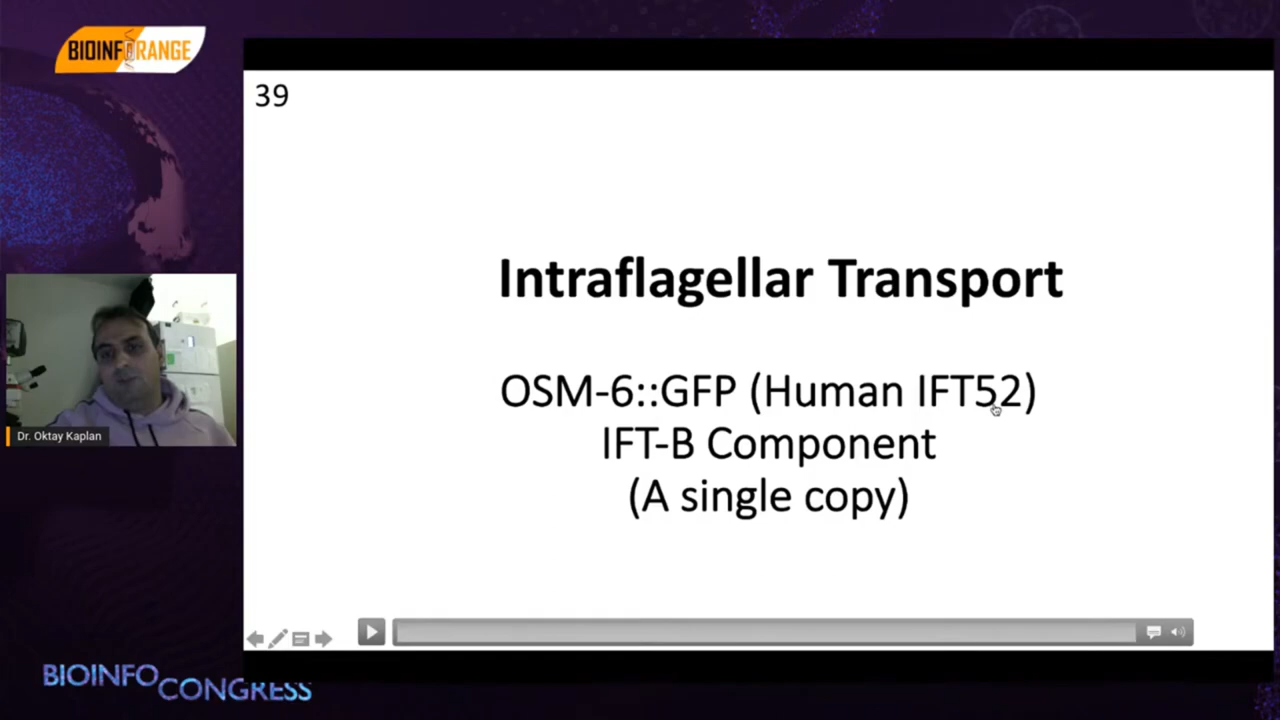 BIOINFORANGE
39
Intraflagellar Transport
OSM-6::GFP (Human IFT52)
IFT-B Component
(A single copy)
Dr. Oktay Kaplan
BIOINFO CONGRESS